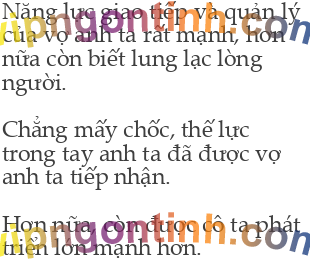 Năng lực giao tiếp và quản lý
của vợ anh ta rất mạnh, hơn
nữa còn biết lung lạc lòng
người.
Chẳng mấy chốc, thế lực
trong tay anh ta đã được vợ
anh ta tiếp nhận.
Hơn nữa, còn được cô ta phát
triển lớn mạnh hơn.